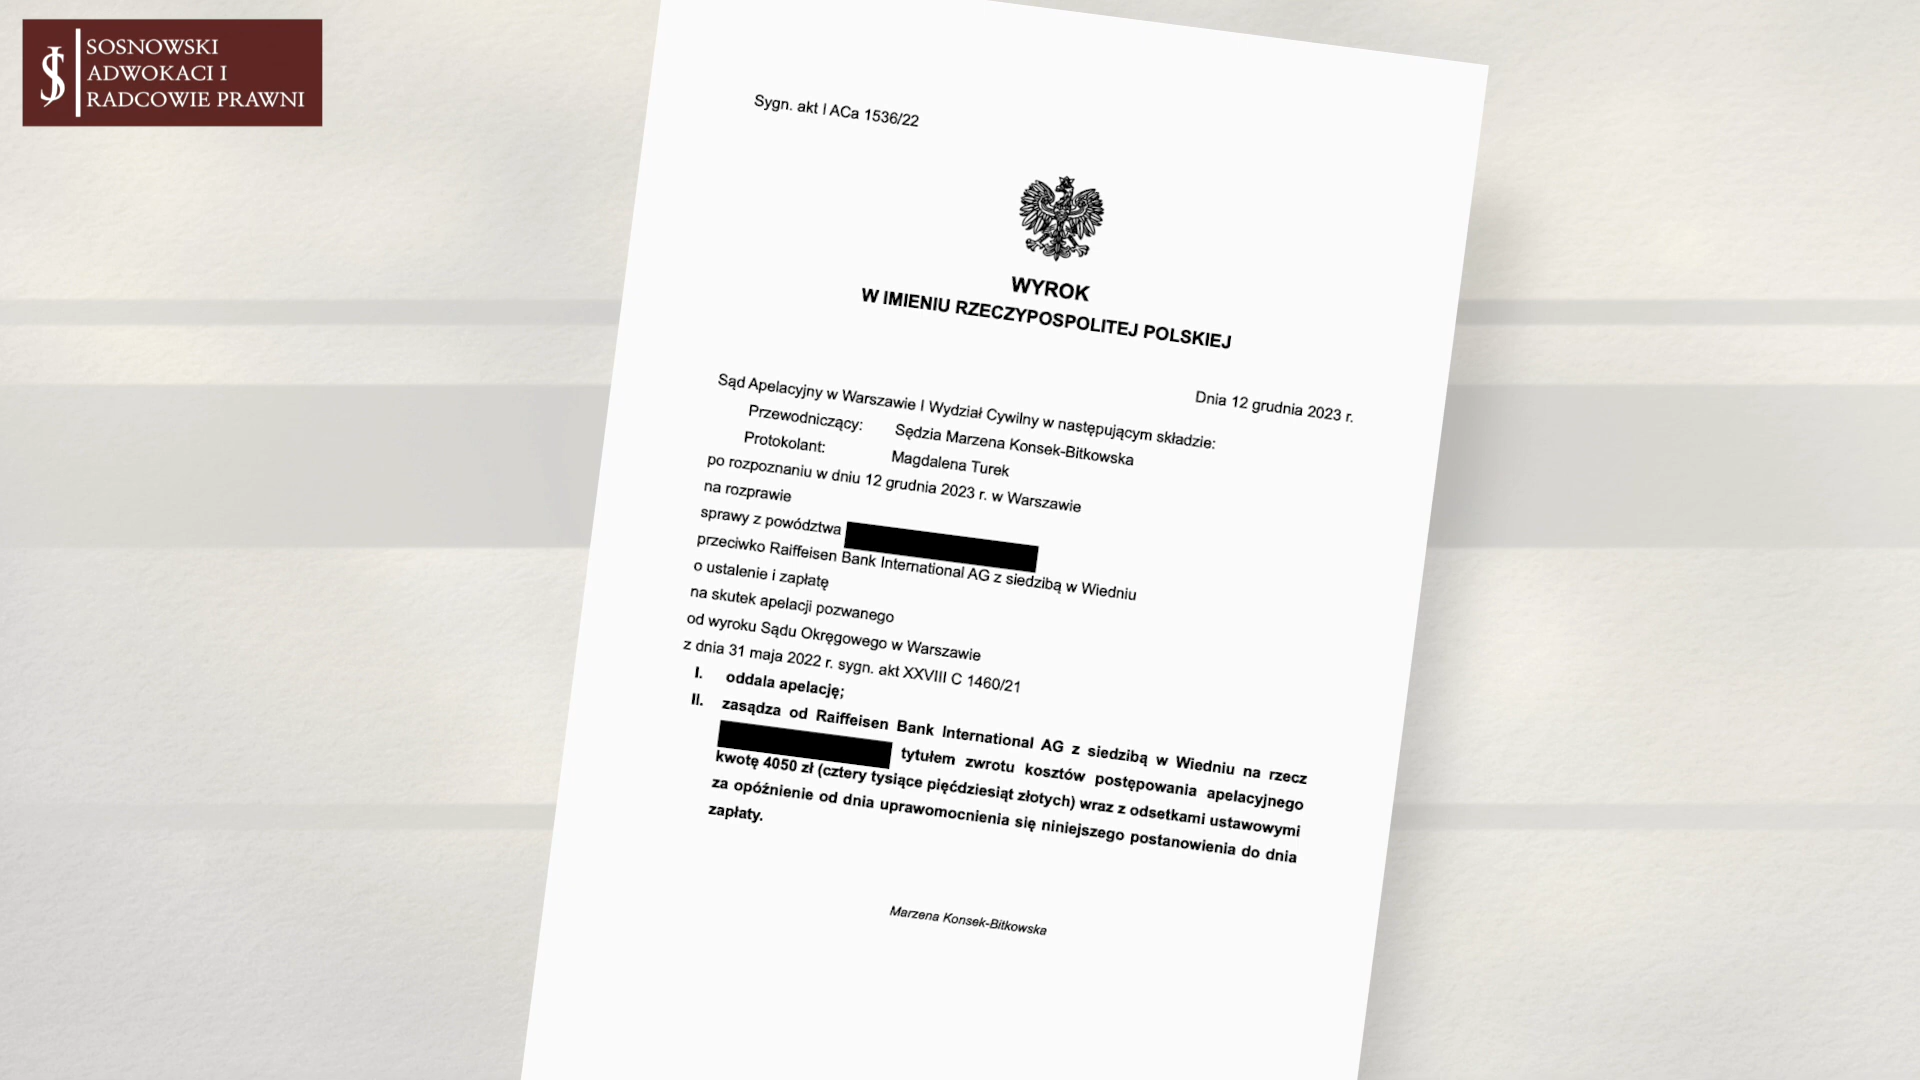 SOSNOWSKI
ADWOKACI I
RADCOWIE PRAWNI
Sygn. akt I ACa 1536/22
WYROK
W IMIENIU RZECZYPOSPOLITEJ POLSKIEJ
Dnia 12 grudnia 2023 r.
Sąd Apelacyjny w Warszawie I Wydział Cywilny w następującym składzie:
Przewodniczący: Sędzia Marzena Konsek-Bitkowska
Protokolant: Magdalena Turek
po rozpoznaniu w dniu 12 grudnia 2023 r. w Warszawie
na rozprawie
sprawy z powództwa
przeciwko Raiffeisen Bank International AG z siedzibą w Wiedniu
o ustalenie i zapłatę
na skutek apelacji pozwanego
od wyroku Sądu Okręgowego w Warszawie
z dnia 31 maja 2022 r. sygn. akt XXVIII C 1460/21
I. oddala apelację;
II. zasądza od Raiffeisen Bank International AG z siedzibą w Wiedniu na rzecz
tytułem zwrotu kosztów postępowania apelacyjnego
kwotę 4050 zł (cztery tysiące pięćdziesiąt złotych) wraz z odsetkami ustawowymi
za opóźnienie od dnia uprawomocnienia się niniejszego postanowienia do dnia
zapłaty.
Marzena Konsek-Bitkowska